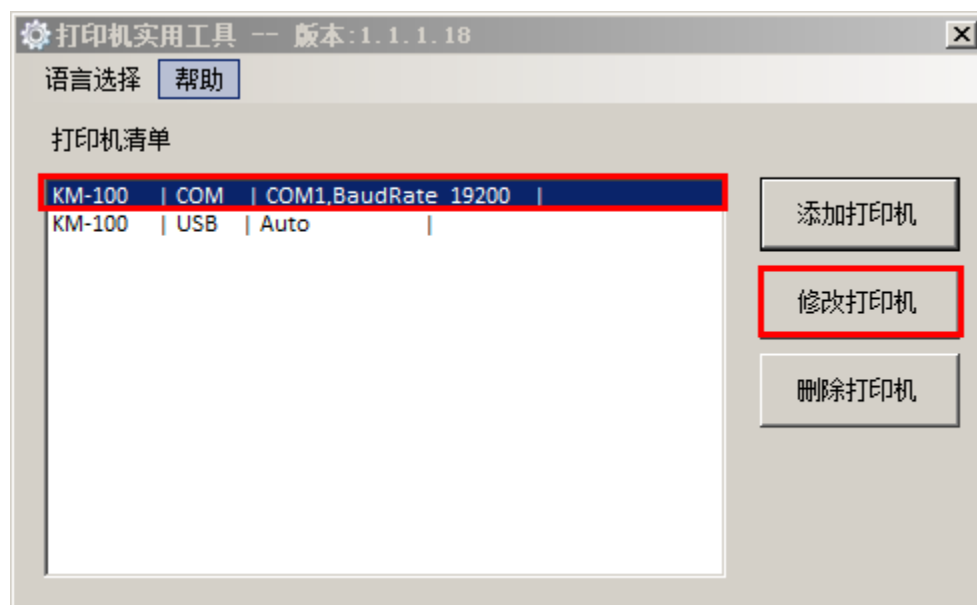 打印机实用工具 -- 版本:1.1.1.18
语言选择 帮助
打印机清单
KM-100 | COM | COM1,BaudRate 19200 |
KM-100 | USB | Auto |
添加打印机
修改打印机
删除打印机